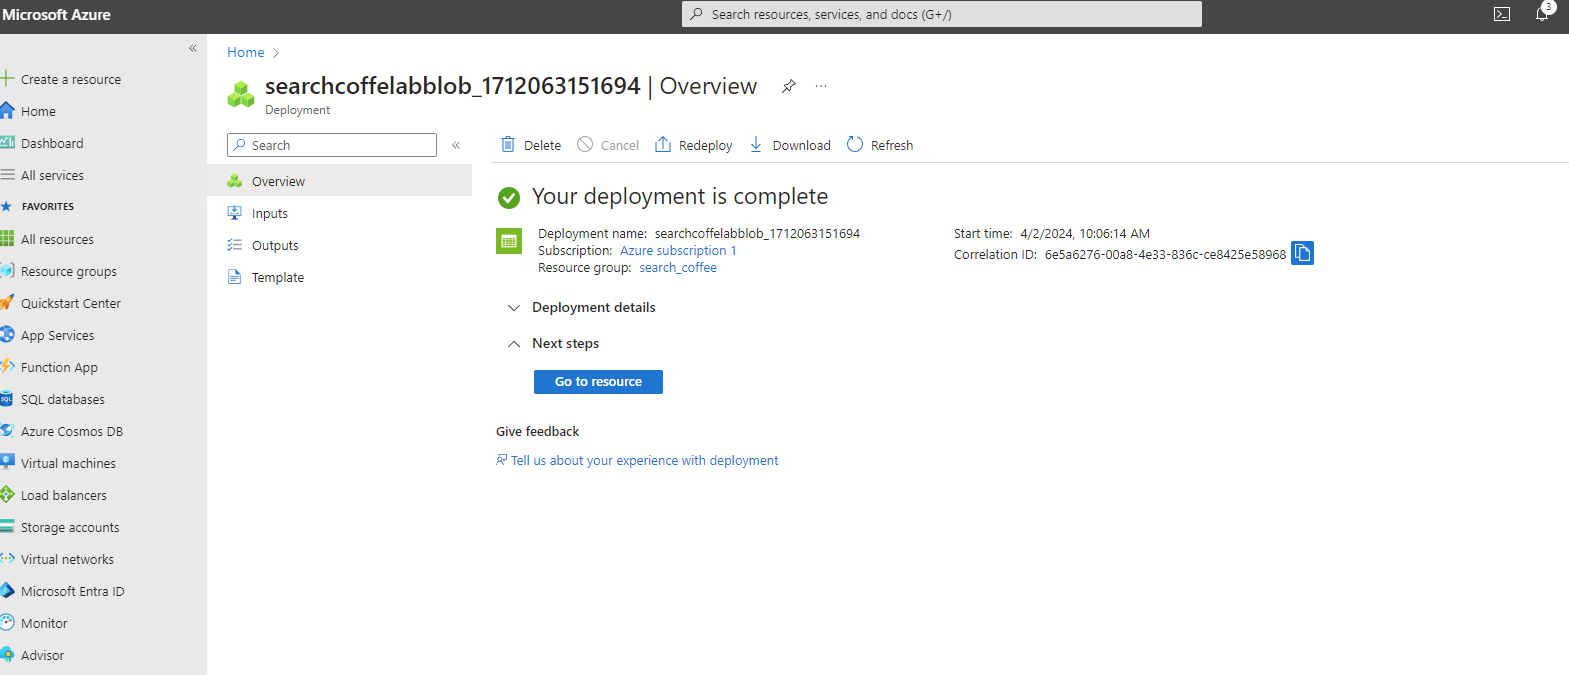 Microsoft Azure
Search resources, services, and docs (G+/)
3
Create a resource
Home
Dashboard
All services
FAVORITES
All resources
Resource groups
Quickstart Center
App Services
Function App
SQL databases
Azure Cosmos DB
Virtual machines
Load balancers
Storage accounts
Virtual networks
Microsoft Entra ID
Monitor
Advisor
Home
searchcoffelabblob_1712063151694 | Overview
Deployment
Search
Overview
Inputs
Outputs
Template
Delete Cancel Redeploy Download Refresh
Your deployment is complete
Deployment name: searchcoffelabblob_1712063151694
Subscription: Azure subscription 1
Resource group: search_coffee
Start time: 4/2/2024, 10:06:14 AM
Correlation ID: 6e5a6276-00a8-4e33-836c-ce8425e58968
Deployment details
Next steps
Go to resource
Give feedback
Tell us about your experience with deployment